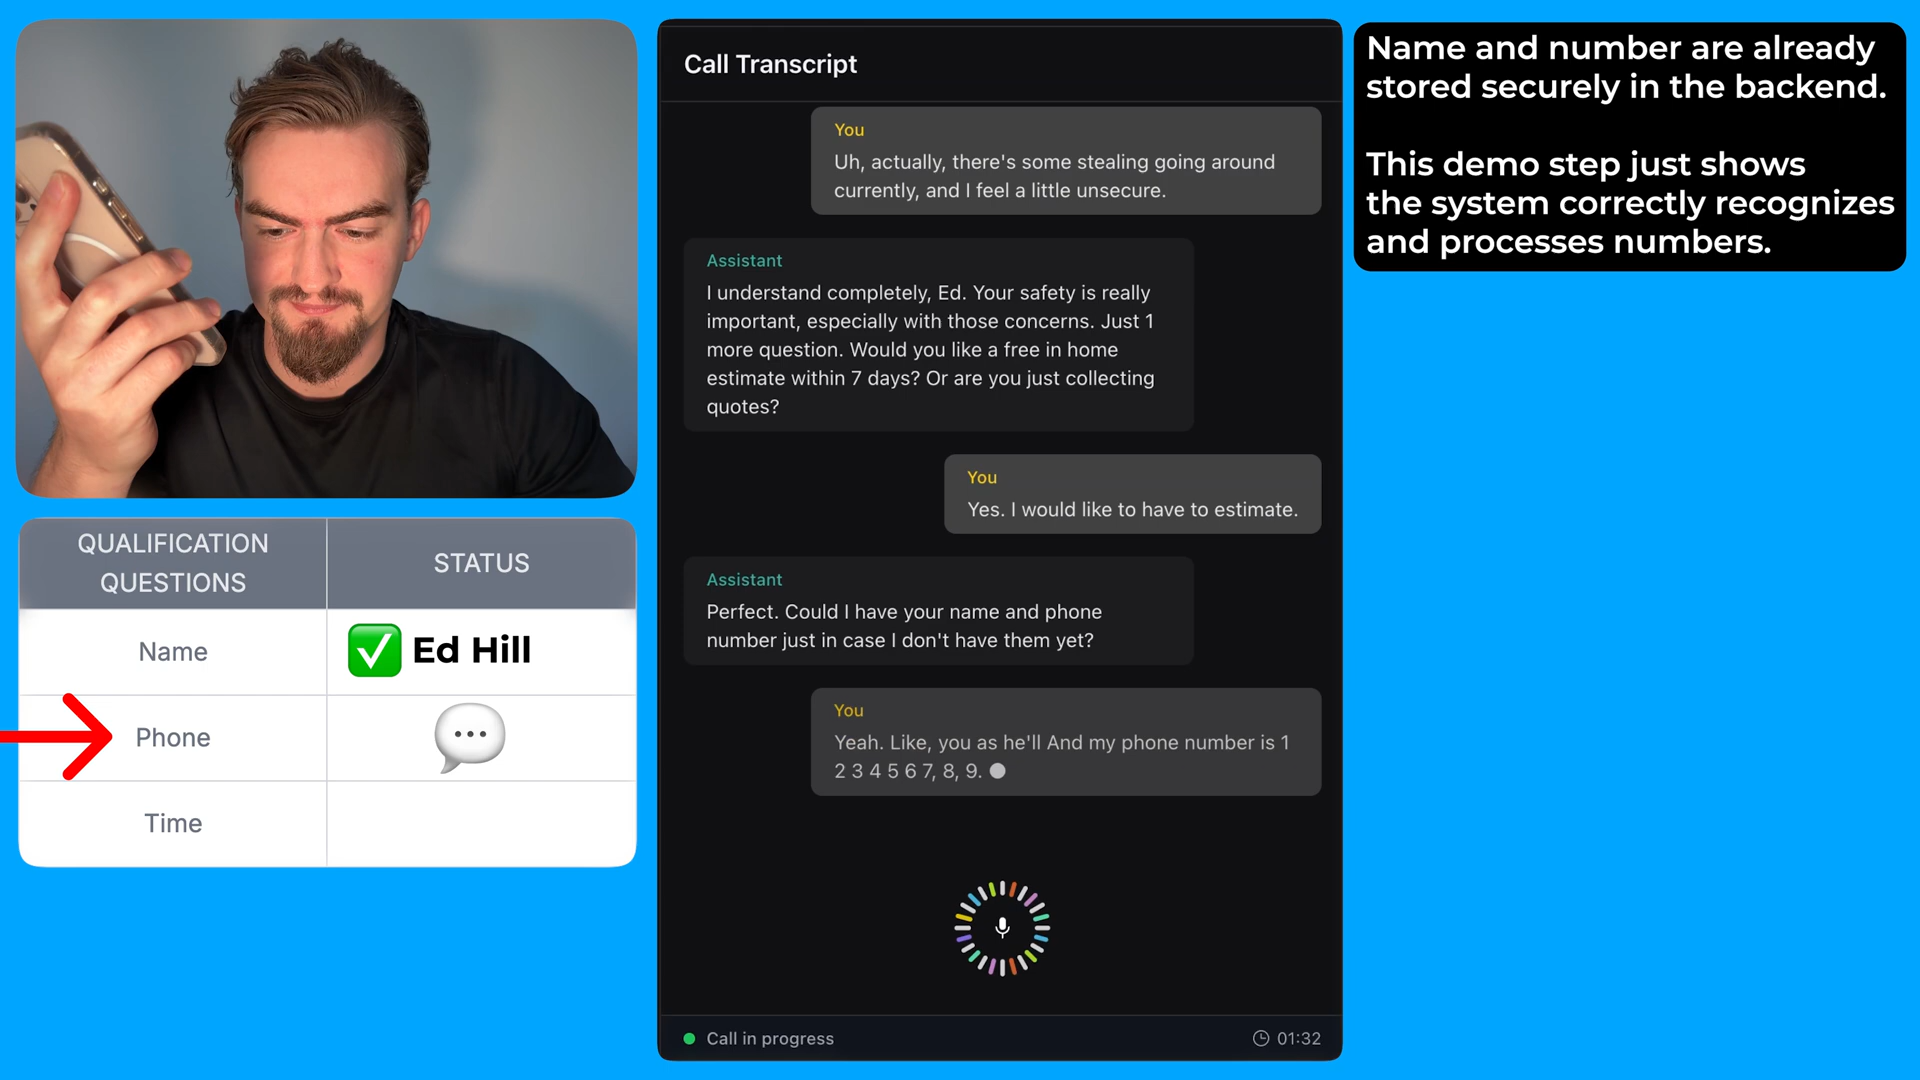 Call Transcript
You
Uh, actually, there's some stealing going around
currently, and I feel a little unsecure.
Assistant
I understand completely, Ed. Your safety is really
important, especially with those concerns. Just 1
more question. Would you like a free in home
estimate within 7 days? Or are you just collecting
quotes?
You
Yes. I would like to have to estimate.
Assistant
Perfect. Could I have your name and phone
number just in case I don't have them yet?
You
Yeah. Like, you as he'll And my phone number is 1
2 3 4 5 6 7, 8, 9.
Call in progress
01:32
Name and number are already
stored securely in the backend.
This demo step just shows
the system correctly recognizes
and processes numbers.
QUALIFICATION
QUESTIONS
STATUS
Name
Ed Hill
Phone
Time